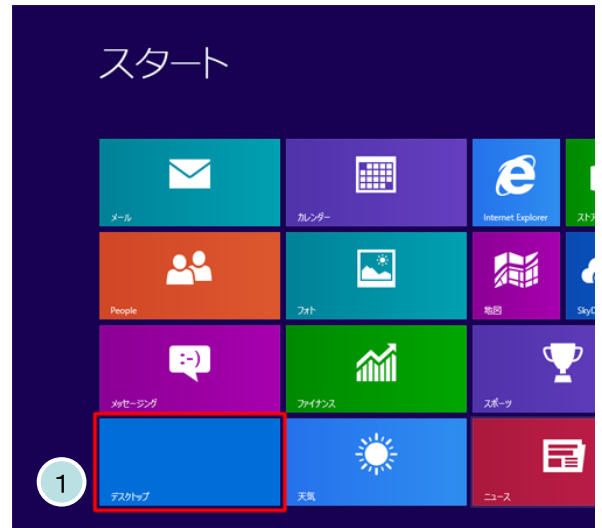 スタート
メール
カレンダー
Internet Explorer
People
フォト
地図
メッセージング
ファイナンス
スポーツ
1
デスクトップ
天気
ニュース